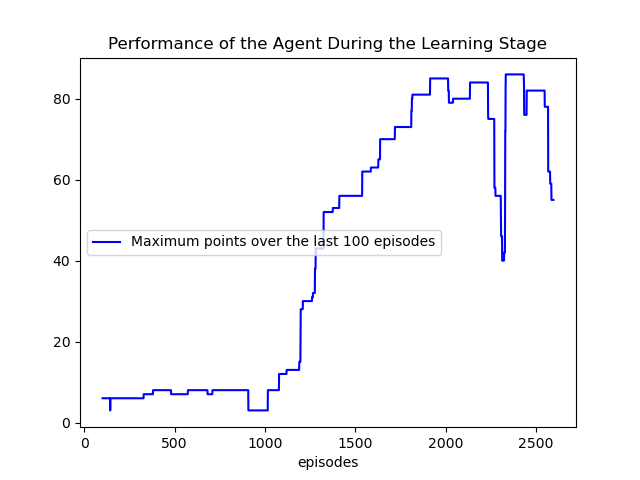 Performance of the Agent During the Learning Stage
80
60
Maximum points over the last 100 episodes
40
20
0
0 500 1000 1500 2000 2500
episodes